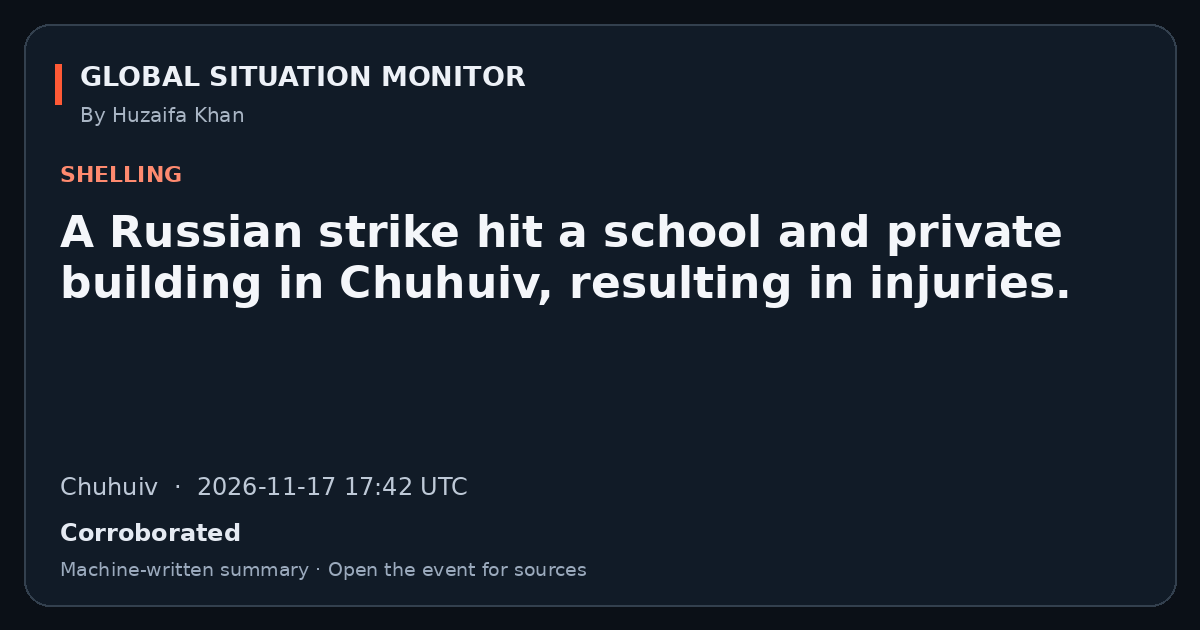 GLOBAL SITUATION MONITOR
By Huzaifa Khan
SHELLING
A Russian strike hit a school and private
building in Chuhuiv, resulting in injuries.
Chuhuiv · 2026-11-17 17:42 UTC
Corroborated
Machine-written summary · Open the event for sources